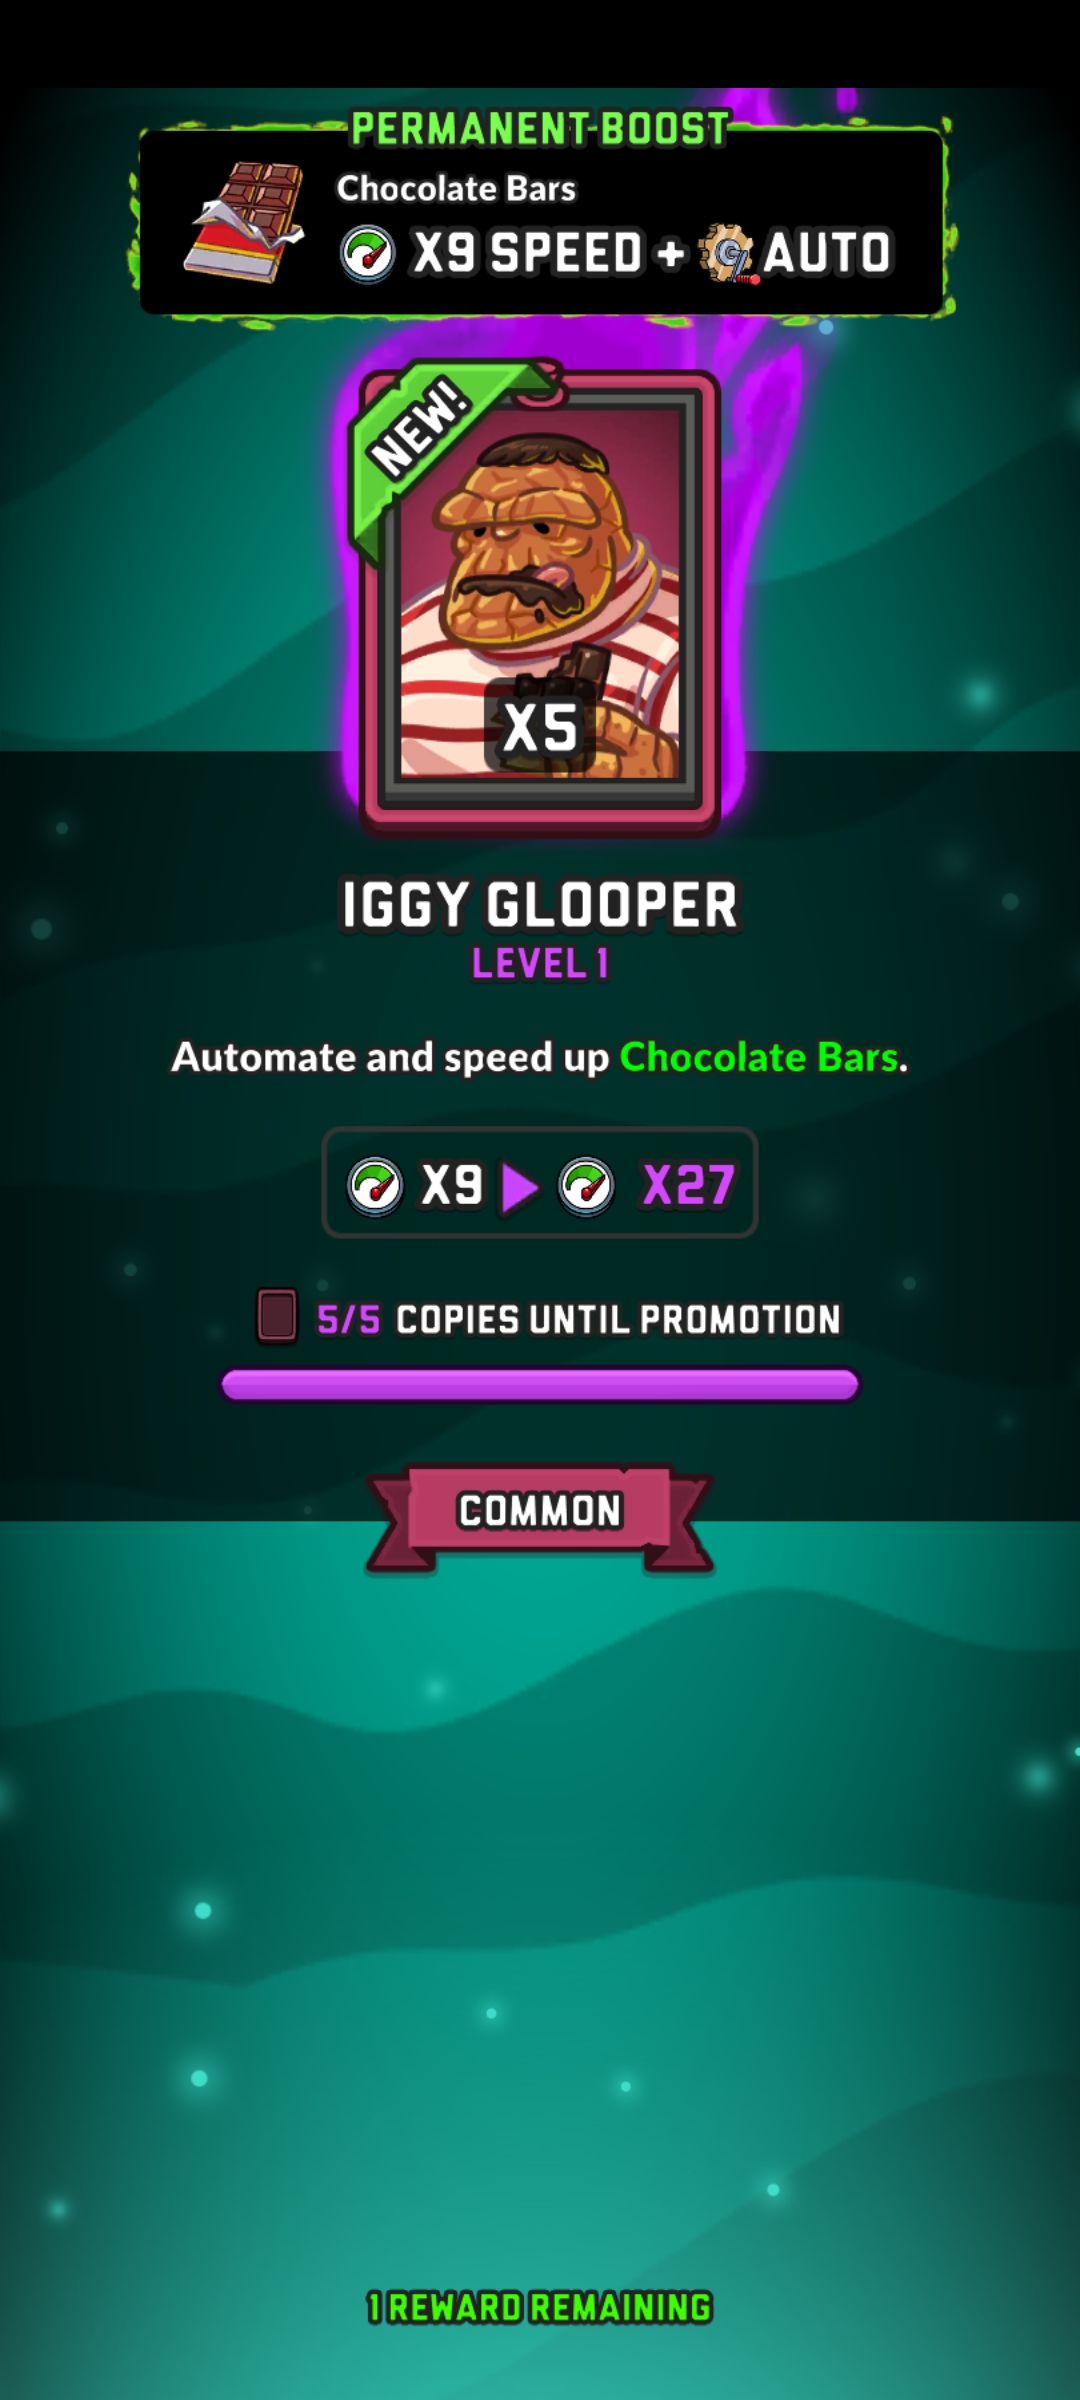 PERMANENT BOOST
Chocolate Bars
X9 SPEED + AUTO
NEW!
X5
IGGY GLOOPER
LEVEL 1
Automate and speed up Chocolate Bars.
X9 X27
5/5 COPIES UNTIL PROMOTION
COMMON
1 REWARD REMAINING